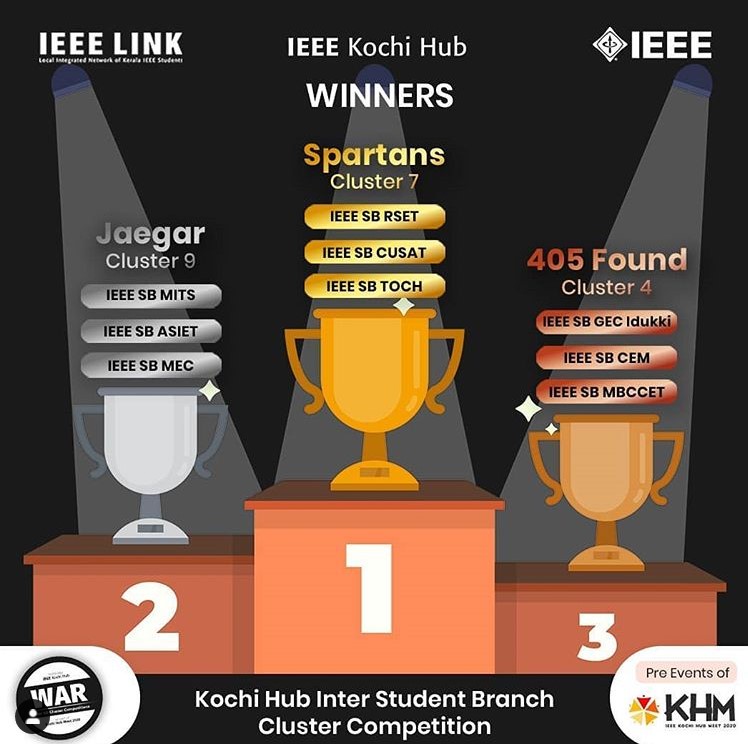 IEEE LINK
Local Integrated Network of Kerala IEEE Students
IEEE Kochi Hub
IEEE
WINNERS
Spartans
Cluster 7
IEEE SB RSET
IEEE SB CUSAT
IEEE SB TOCH
Jaegar
Cluster 9
IEEE SB MITS
IEEE SB ASIET
IEEE SB MEC
405 Found
Cluster 4
IEEE SB GEC Idukki
IEEE SB CEM
IEEE SB MBCCET
2
1
3
IEEE Kochi Hub
WAR
Cluster Competitions
Hub Meet 2020
Kochi Hub Inter Student Branch
Cluster Competition
Pre Events of
KHM
IEEE KOCHI HUB MEET 2020